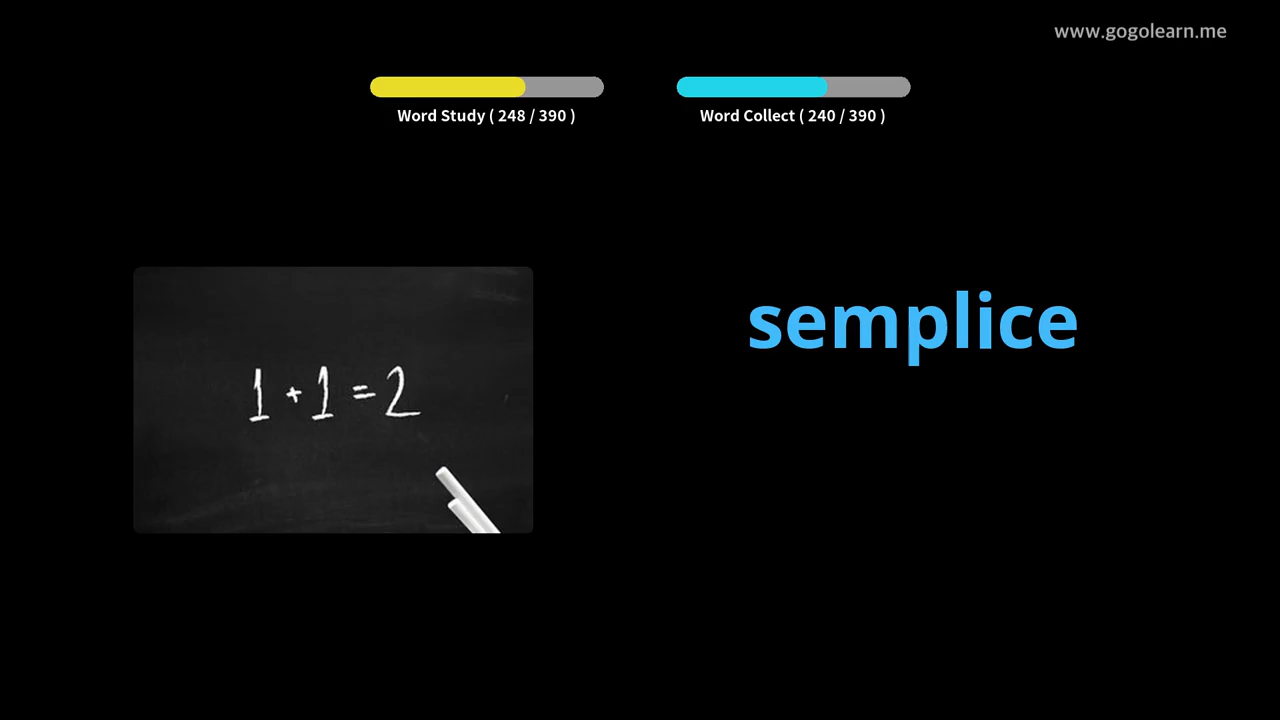 www.gogolearn.me
Word Study ( 248 / 390 )
Word Collect ( 240 / 390 )
semplice
1 + 1 = 2